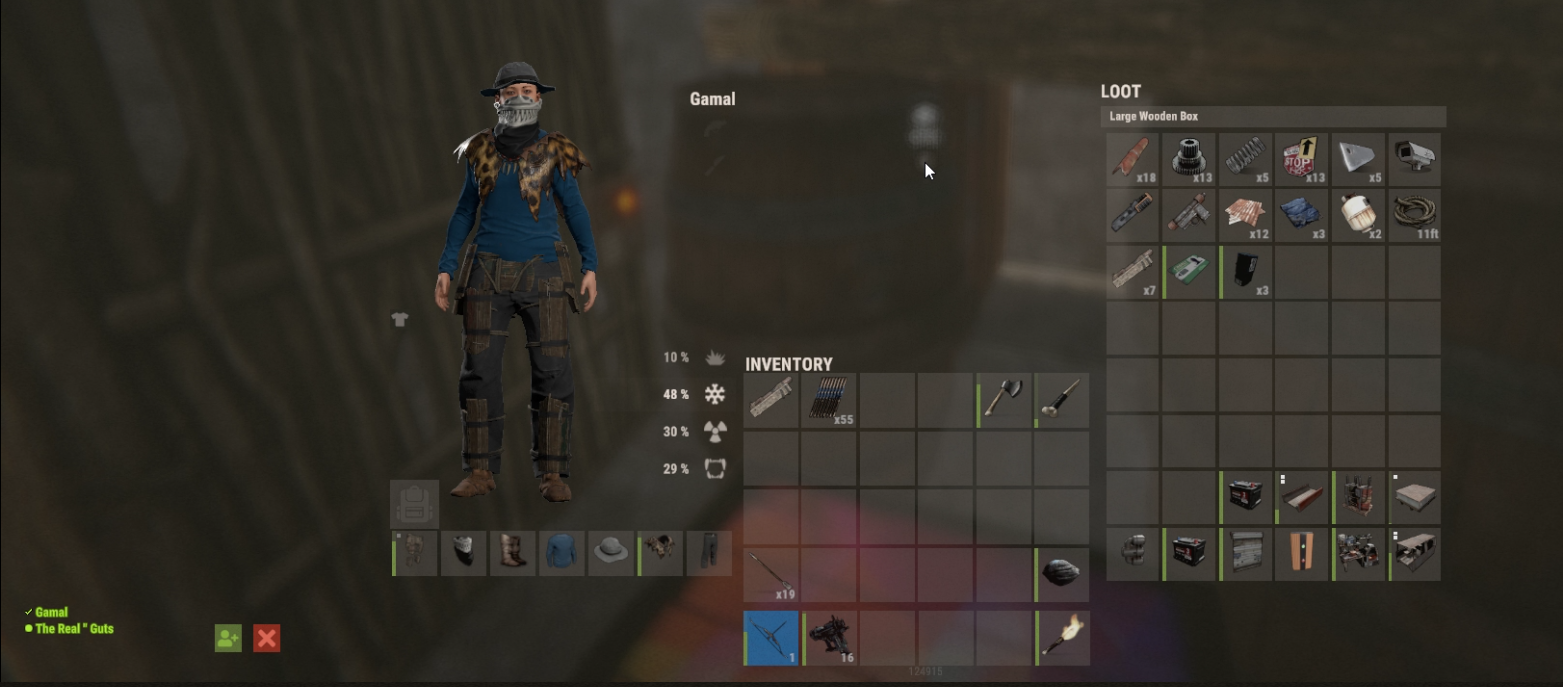 Gamal
LOOT
Large Wooden Box
x18 x13 x5 STOP x13 x5
x12 x3 x2 11ft
x7 x3
10 %
48 %
30 %
29 %
INVENTORY
x55
x19
1 16
Gamal
The Real " Guts
124915